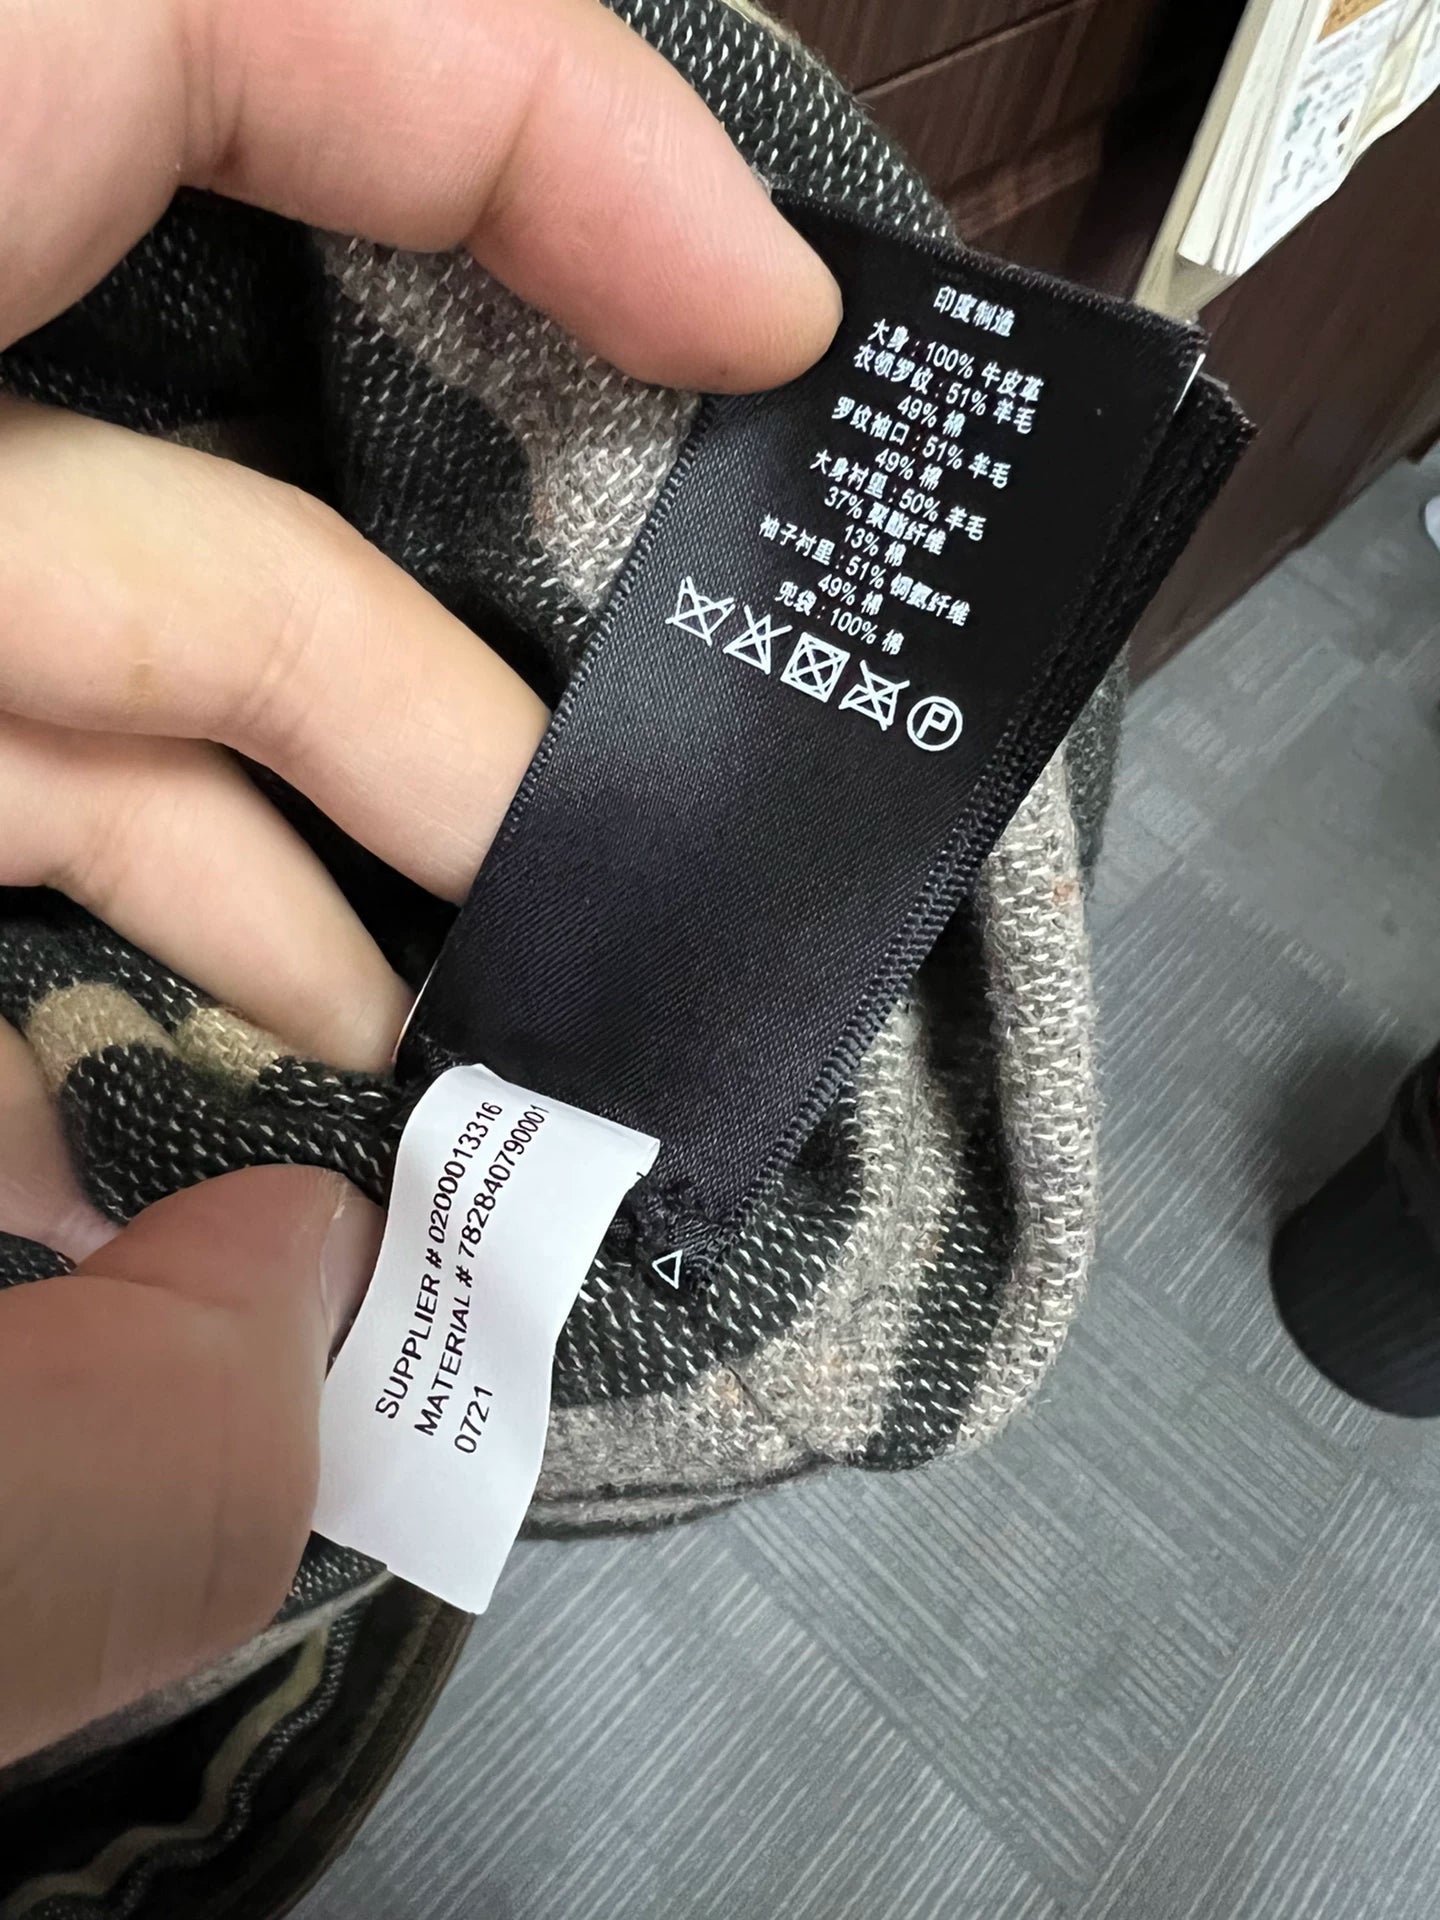 印度制造
大身 : 100% 牛皮革
衣领罗纹 : 51% 羊毛
49% 棉
罗纹袖口 : 51% 羊毛
49% 棉
大身衬里 : 50% 羊毛
37% 聚酯纤维
13% 棉
袖子衬里 : 51% 铜氨纤维
49% 棉
兜袋 : 100% 棉
P
SUPPLIER # 0200013316
MATERIAL # 782840790001
0721